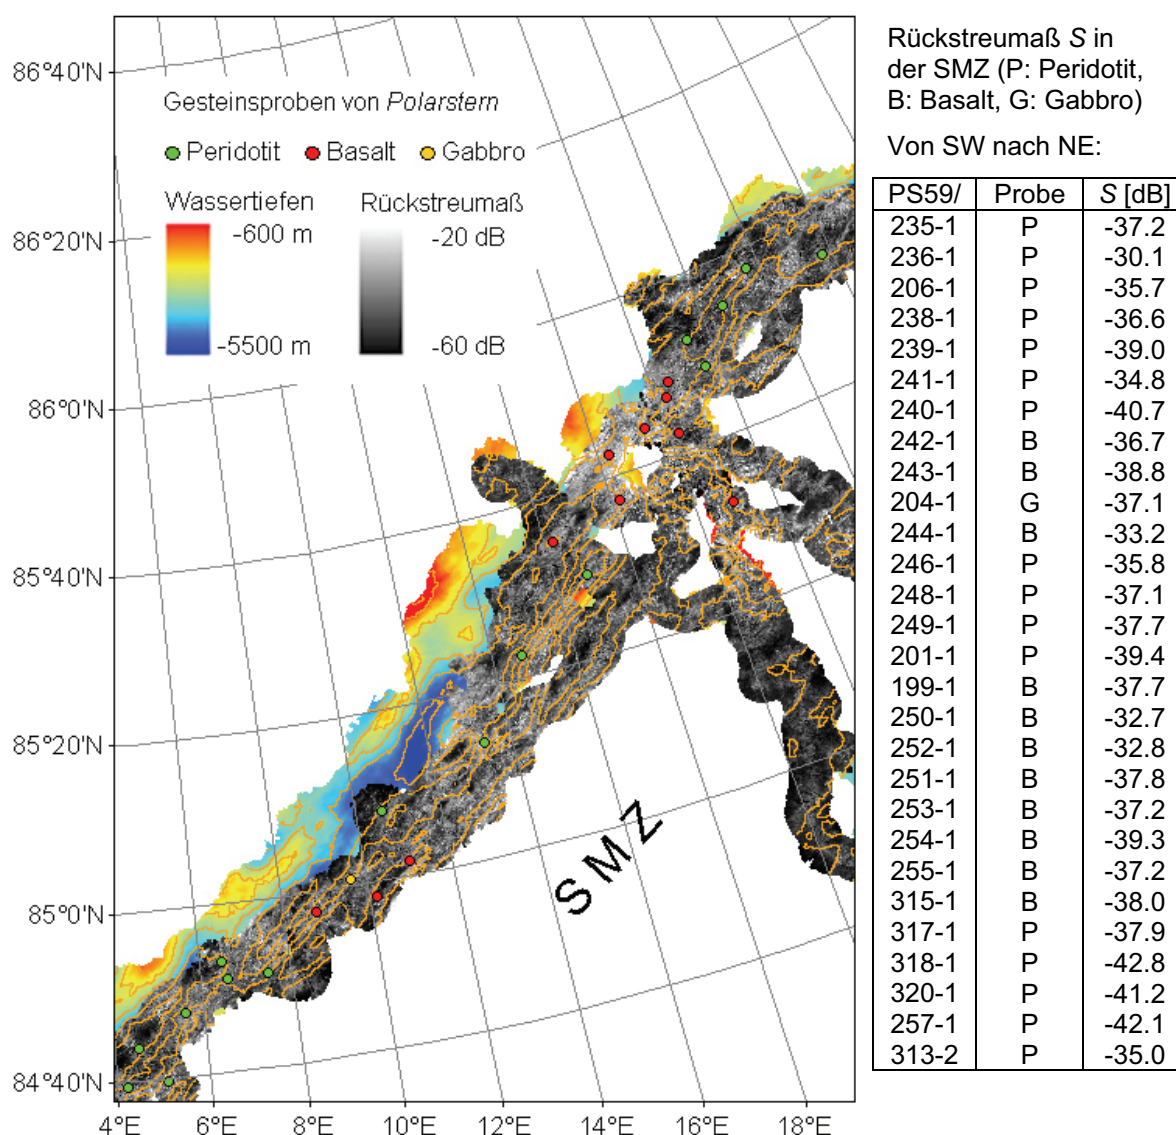 86°40'N
86°20'N
86°0'N
85°40'N
85°20'N
85°0'N
84°40'N
4°E 6°E 8°E 10°E 12°E 14°E 16°E 18°E
Gesteinsproben von Polarstern
Peridotit Basalt Gabbro
Wassertiefen Rückstreumaß
-600 m -20 dB
-5500 m -60 dB
SMZ
Rückstreumaß S in
der SMZ (P: Peridotit,
B: Basalt, G: Gabbro)
Von SW nach NE:
PS59/ Probe S [dB]
235-1 P -37.2
236-1 P -30.1
206-1 P -35.7
238-1 P -36.6
239-1 P -39.0
241-1 P -34.8
240-1 P -40.7
242-1 B -36.7
243-1 B -38.8
204-1 G -37.1
244-1 B -33.2
246-1 P -35.8
248-1 P -37.1
249-1 P -37.7
201-1 P -39.4
199-1 B -37.7
250-1 B -32.7
252-1 B -32.8
251-1 B -37.8
253-1 B -37.2
254-1 B -39.3
255-1 B -37.2
315-1 B -38.0
317-1 P -37.9
318-1 P -42.8
320-1 P -41.2
257-1 P -42.1
313-2 P -35.0